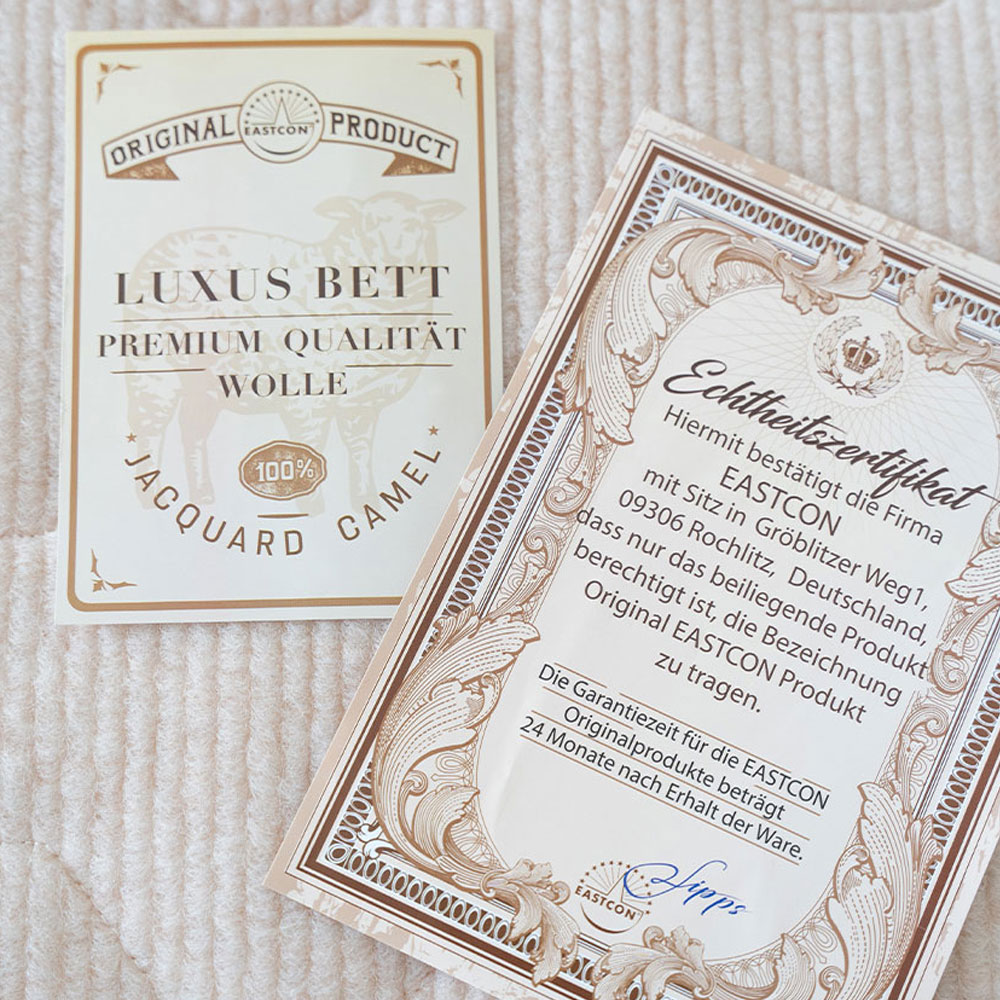 ORIGINAL EASTCON PRODUCT
LUXUS BETT
PREMIUM QUALITÄT
WOLLE
100%
JACQUARD CAMEL
Echtheitszertifikat
Hiermit bestätigt die Firma
EASTCON
mit Sitz in Gröblitzer Weg1,
09306 Rochlitz, Deutschland,
dass nur das beiliegende Produkt
berechtigt ist, die Bezeichnung
Original EASTCON Produkt
zu tragen.
Die Garantiezeit für die EASTCON
Originalprodukte beträgt
24 Monate nach Erhalt der Ware.
EASTCON